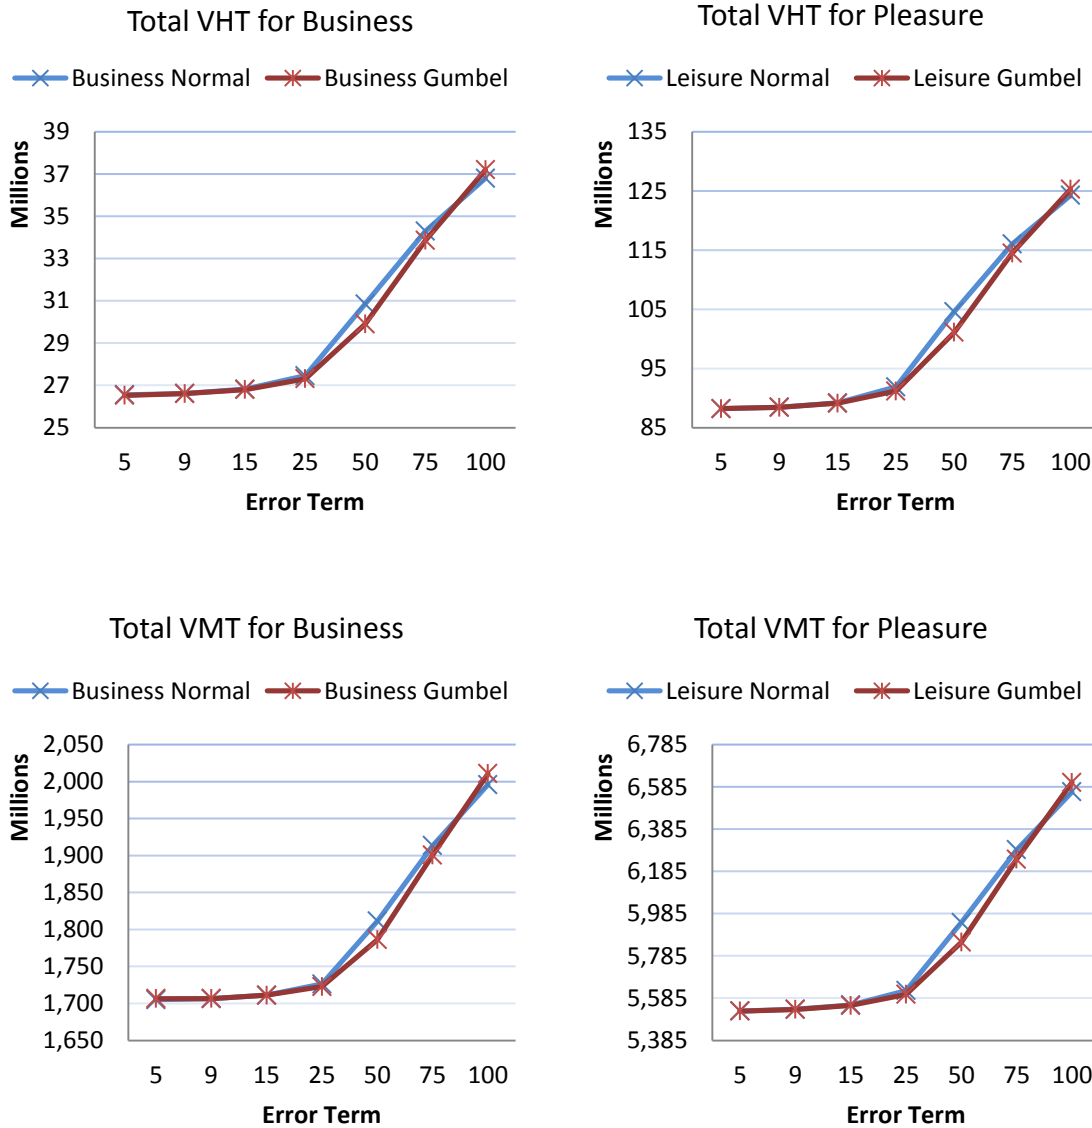 Total VHT for Business
Business Normal Business Gumbel
Millions
39
37
35
33
31
29
27
25
5 9 15 25 50 75 100
Error Term
Total VHT for Pleasure
Leisure Normal Leisure Gumbel
Millions
135
125
115
105
95
85
5 9 15 25 50 75 100
Error Term
Total VMT for Business
Business Normal Business Gumbel
Millions
2,050
2,000
1,950
1,900
1,850
1,800
1,750
1,700
1,650
5 9 15 25 50 75 100
Error Term
Total VMT for Pleasure
Leisure Normal Leisure Gumbel
Millions
6,785
6,585
6,385
6,185
5,985
5,785
5,585
5,385
5 9 15 25 50 75 100
Error Term